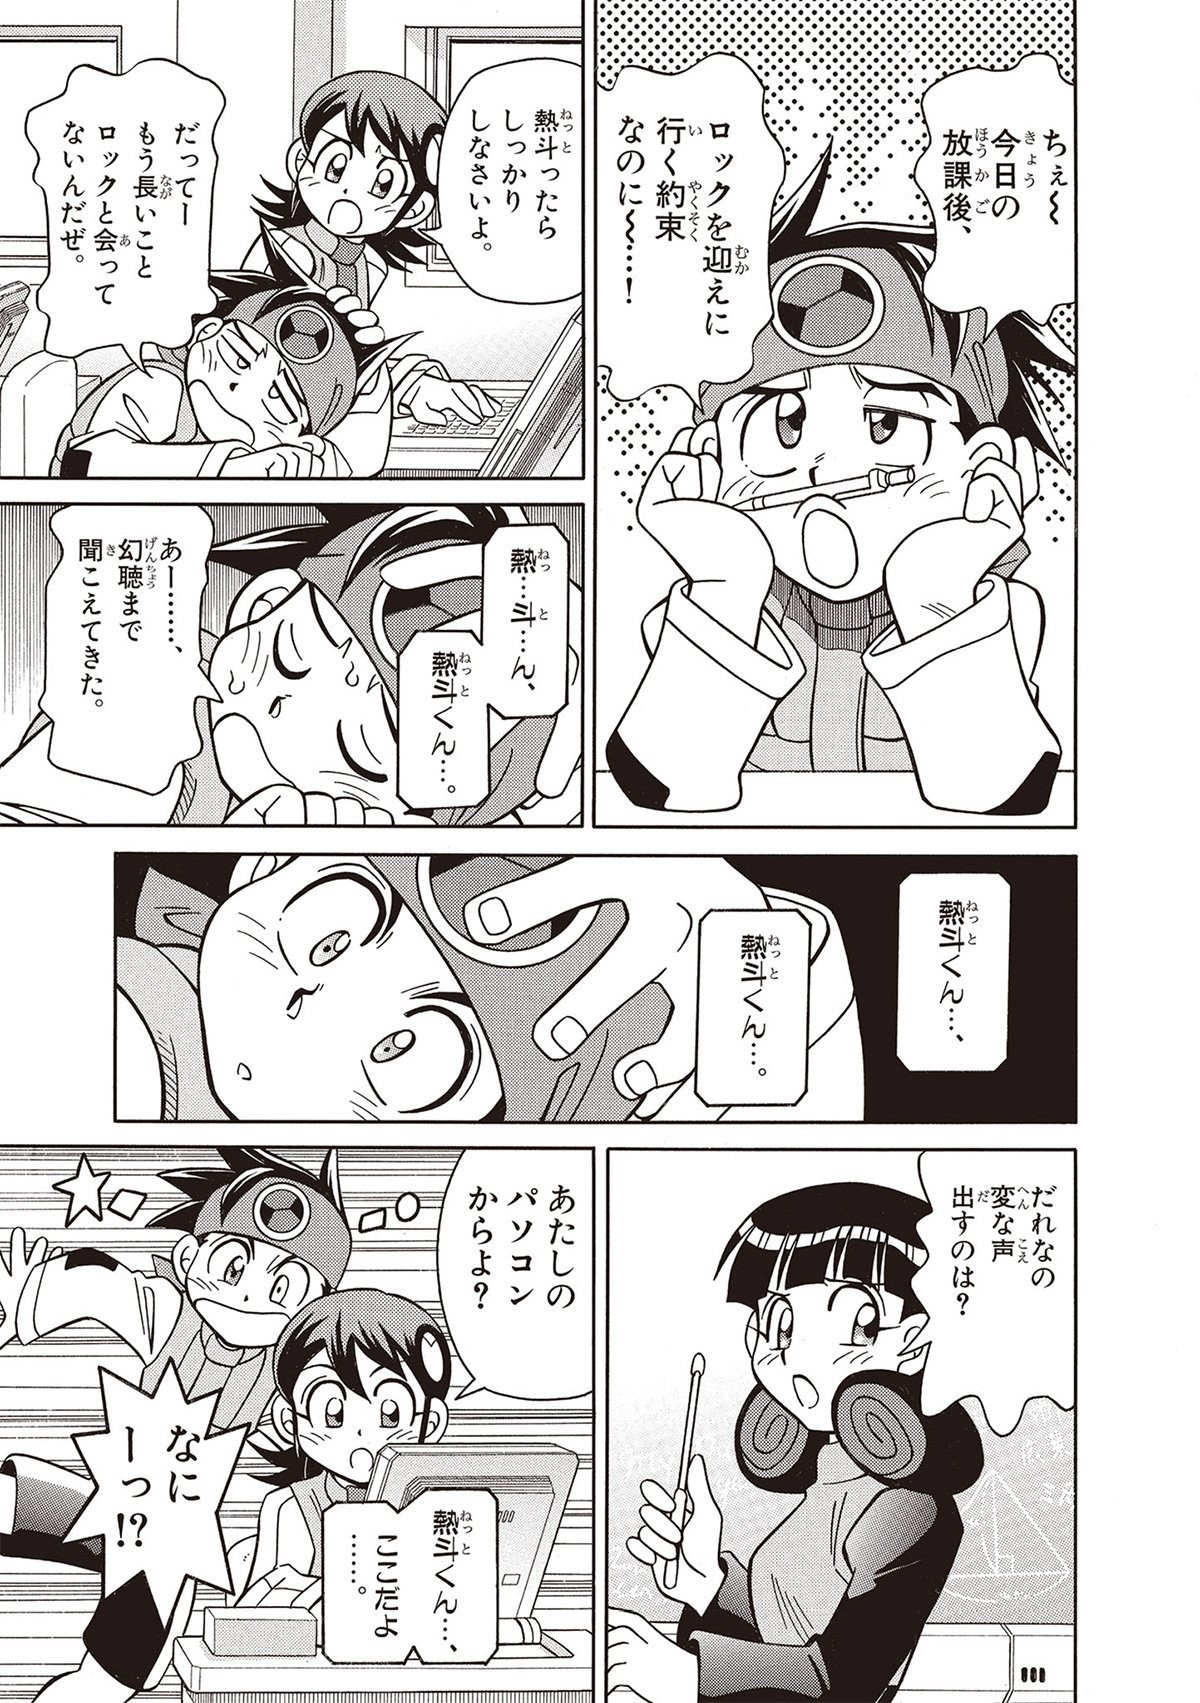 ちぇ〜
今日の
放課後、
ロックを迎えに
行く約束
なのに〜…！
熱斗ったら
しっかり
しなさいよ。
だってー
もう長いこと
ロックと会って
ないんだぜ。
熱…斗…ん、
熱斗くん…。
あー……、
幻聴まで
聞こえてきた。
熱斗くん…、
熱斗くん…。
だれなの
変な声
出すのは？
あたしの
パソコン
からよ？
熱斗くん…、
ここだよ
……。
なに
ーっ!?